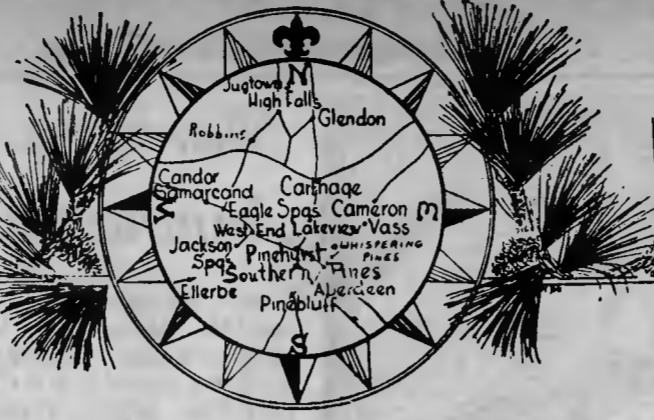 N
Jugtown
High Falls
Glendon
Robbins
Candor
Samarcand
Carthage
W
Eagle Spgs Cameron
E
West End Lakeview Vass
Jackson Spgs
Pinehurst
WHISPERING PINES
Southern Pines
Ellerbe
Aberdeen
Pinebluff
S